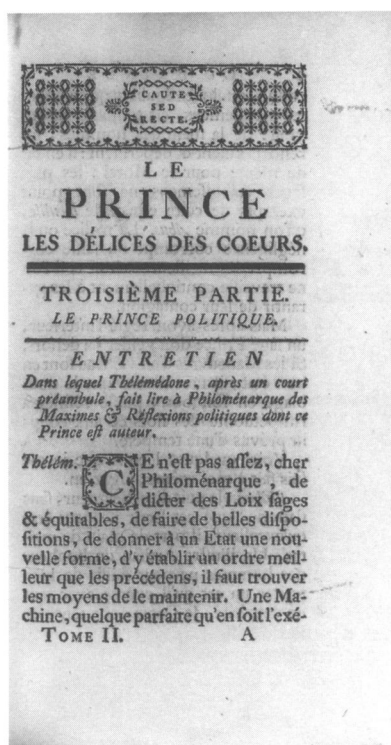 CAUTE
SED
RECTE.
LE
PRINCE
LES DÉLICES DES COEURS.
TROISIÈME PARTIE.
LE PRINCE POLITIQUE.
ENTRETIEN
Dans lequel Thélémédone, après un court
préambule, fait lire à Philoménarque des
Maximes & Réflexions politiques dont ce
Prince eſt auteur.
Thélém. CE n'eſt pas aſſez, cher
Philoménarque, de
dicter des Loix ſages
& équitables, de faire de belles diſpo-
ſitions, de donner à un Etat une nou-
velle forme, d'y établir un ordre meil-
leur que les précédens, il faut trouver
les moyens de le maintenir. Une Ma-
chine, quelque parfaite qu'en ſoit l'exé-
TOME II. A